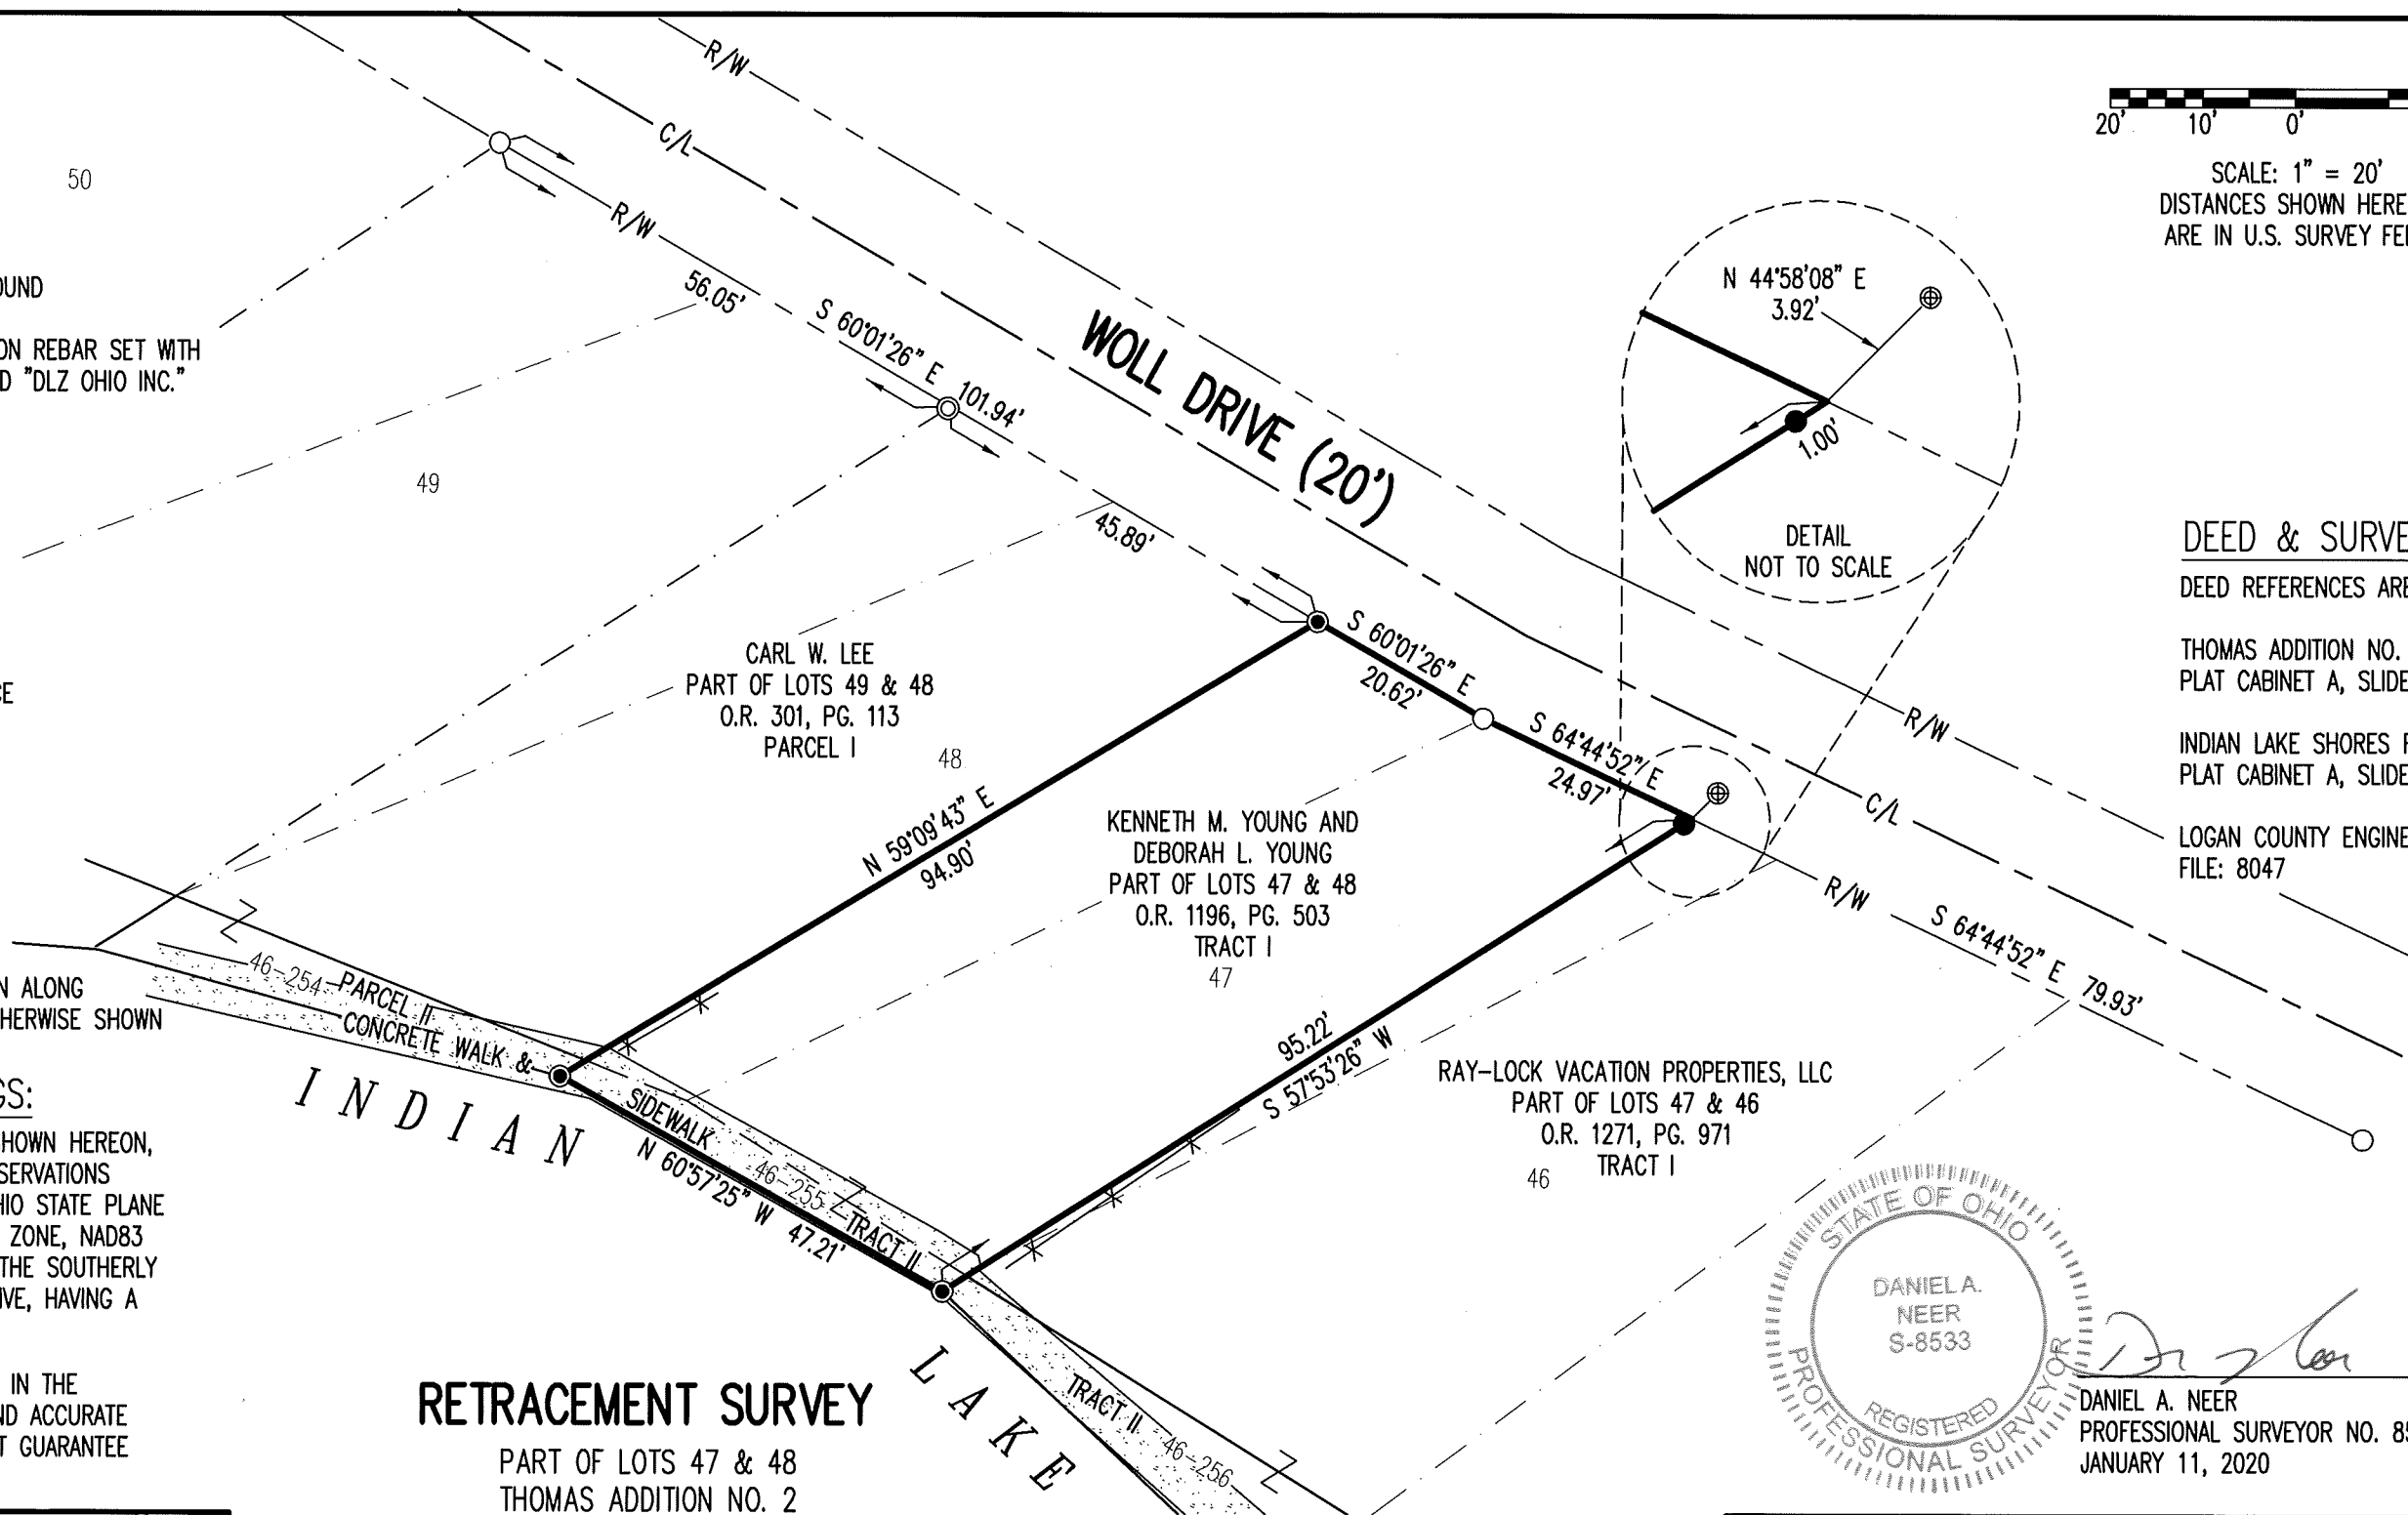 R/W
C/L
R/W
50
20' 10' 0'
SCALE: 1" = 20'
DISTANCES SHOWN HERE
ARE IN U.S. SURVEY FE
OUND
ON REBAR SET WITH
D "DLZ OHIO INC."
56.05'
S 60°01'26" E 101.94'
WOLL DRIVE (20')
N 44°58'08" E
3.92'
1.00'
DETAIL
NOT TO SCALE
49
45.89'
DEED & SURVE
DEED REFERENCES ARE
THOMAS ADDITION NO.
PLAT CABINET A, SLIDE
INDIAN LAKE SHORES
PLAT CABINET A, SLIDE
LOGAN COUNTY ENGINE
FILE: 8047
CE
CARL W. LEE
PART OF LOTS 49 & 48
O.R. 301, PG. 113
PARCEL I
48
S 60°01'26" E
20.62'
S 64°44'52" E
24.97'
R/W
C/L
R/W
N 59°09'43" E
94.90'
KENNETH M. YOUNG AND
DEBORAH L. YOUNG
PART OF LOTS 47 & 48
O.R. 1196, PG. 503
TRACT I
47
S 64°44'52" E 79.93'
N ALONG
HERWISE SHOWN
46-254 PARCEL II
CONCRETE WALK &
SIDEWALK
95.22'
S 57°53'26" W
RAY-LOCK VACATION PROPERTIES, LLC
PART OF LOTS 47 & 46
O.R. 1271, PG. 971
TRACT I
46
GS:
HOWN HEREON,
SERVATIONS
HIO STATE PLANE
ZONE, NAD83
THE SOUTHERLY
IVE, HAVING A
INDIAN
N 60°57'25" W 47.21'
46-255 TRACT II
LAKE
TRACT II 46-256
IN THE
ND ACCURATE
T GUARANTEE
RETRACEMENT SURVEY
PART OF LOTS 47 & 48
THOMAS ADDITION NO. 2
STATE OF OHIO
DANIEL A.
NEER
S-8533
REGISTERED
PROFESSIONAL SURVEYOR
DANIEL A. NEER
PROFESSIONAL SURVEYOR NO. 85
JANUARY 11, 2020